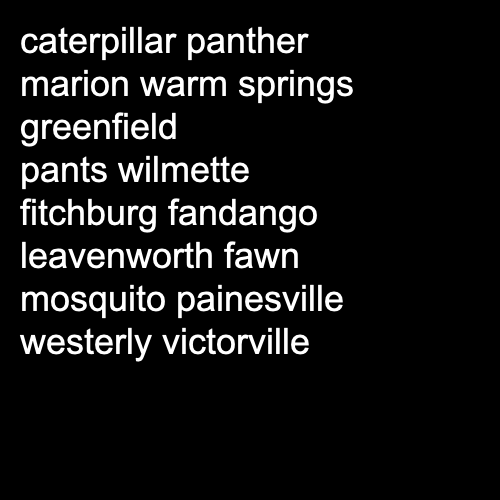 caterpillar panther
marion warm springs
greenfield
pants wilmette
fitchburg fandango
leavenworth fawn
mosquito painesville
westerly victorville